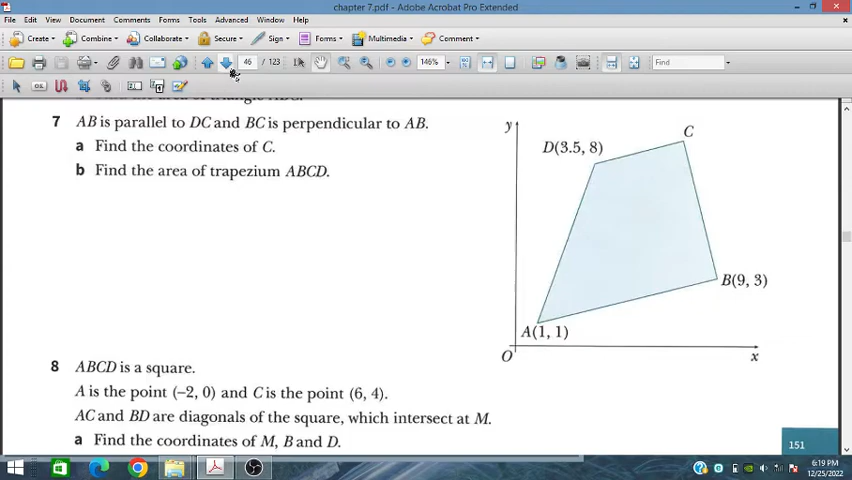 chapter 7.pdf - Adobe Acrobat Pro Extended
File Edit View Document Comments Forms Tools Advanced Window Help
Create Combine Collaborate Secure Sign Forms Multimedia Comment
46 / 123 146% Find
7 AB is parallel to DC and BC is perpendicular to AB.
a Find the coordinates of C.
b Find the area of trapezium ABCD.
y
C
D(3.5, 8)
B(9, 3)
A(1, 1)
O
x
8 ABCD is a square.
A is the point (−2, 0) and C is the point (6, 4).
AC and BD are diagonals of the square, which intersect at M.
a Find the coordinates of M, B and D.
151
6:19 PM
12/25/2022